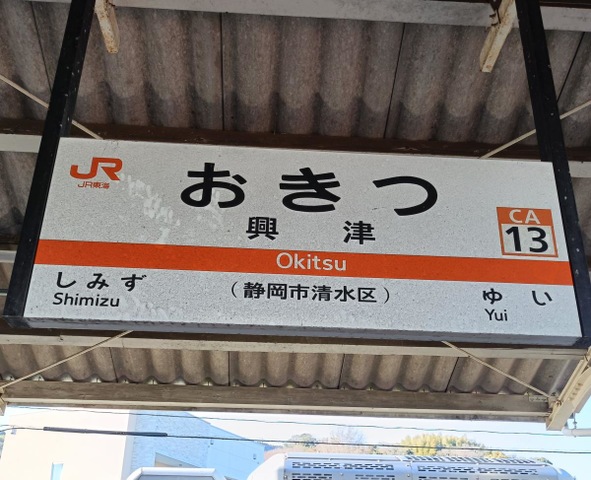 JR
JR東海
おきつ
興津
CA
13
Okitsu
しみず
Shimizu
(静岡市清水区)
ゆい
Yui